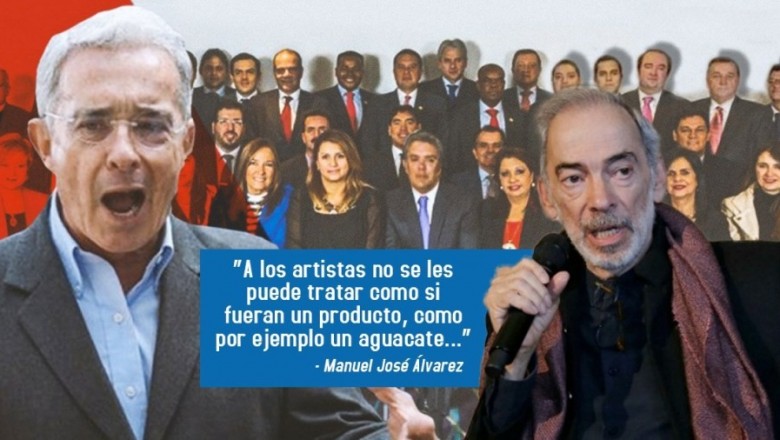 "A los artistas no se les
puede tratar como si
fueran un producto, como
por ejemplo un aguacate..."
- Manuel José Álvarez